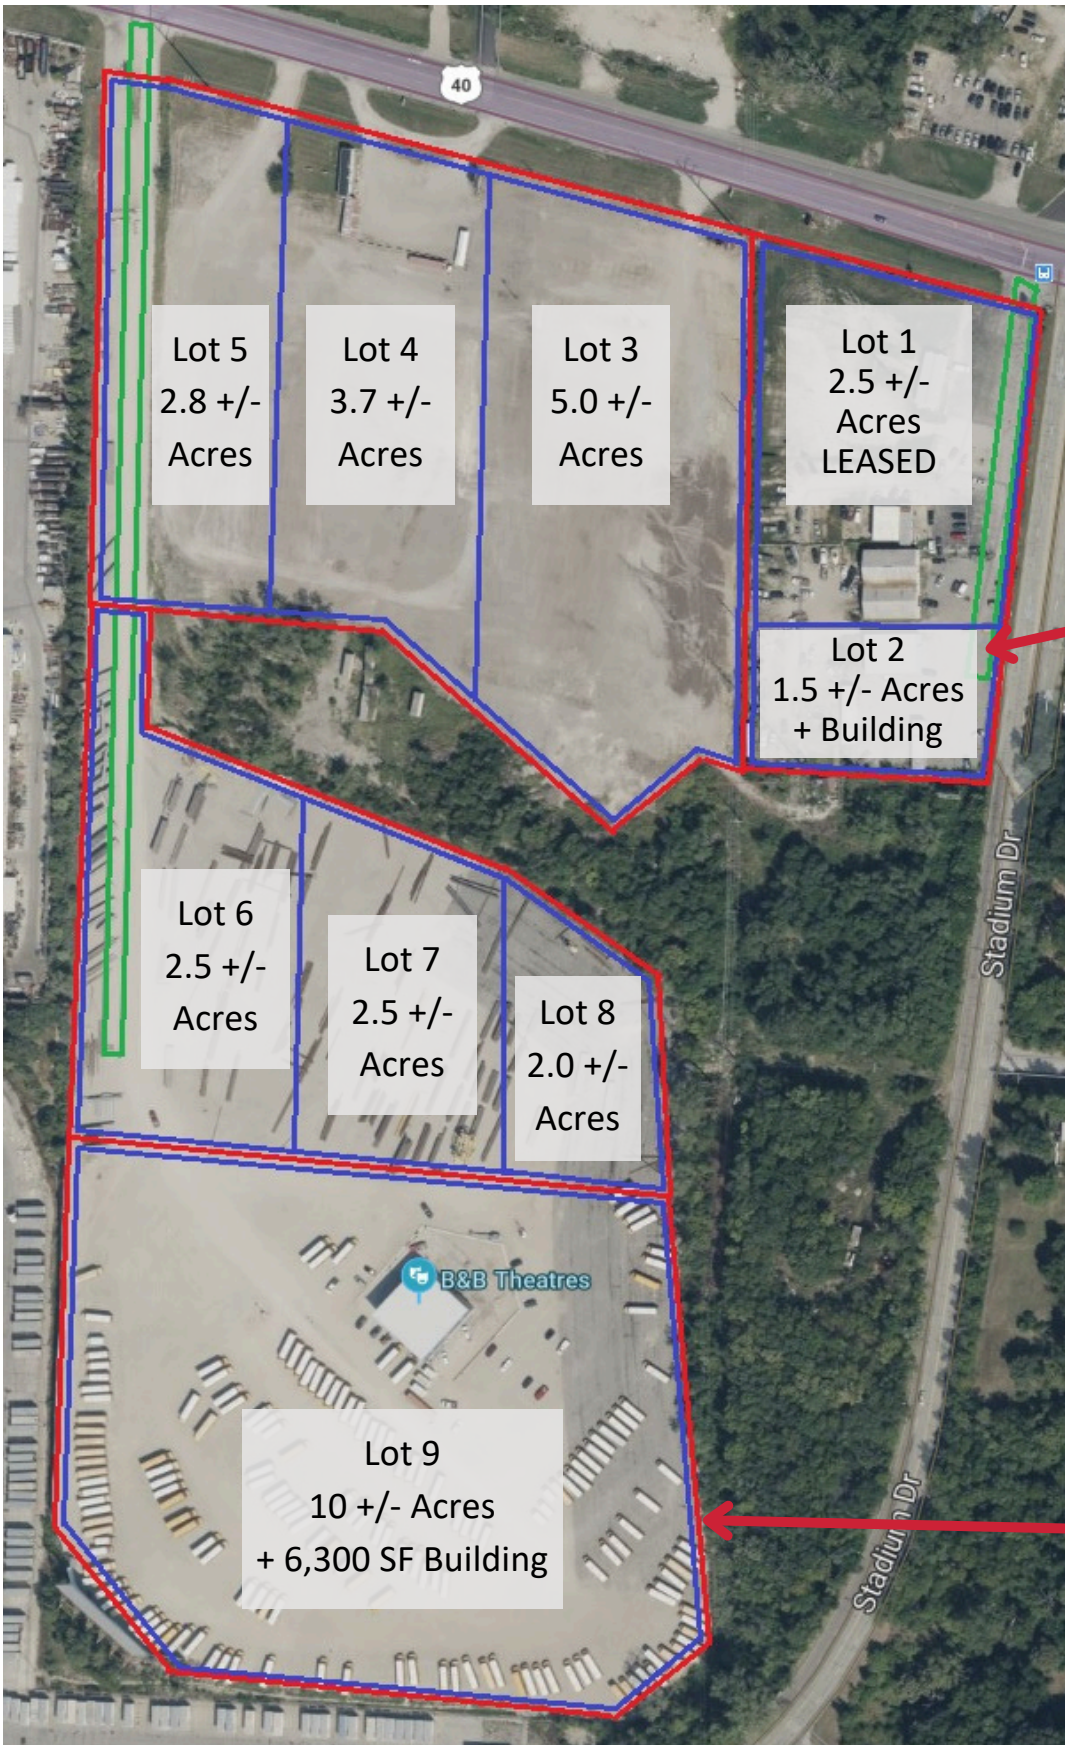 40
Lot 5
2.8 +/-
Acres
Lot 4
3.7 +/-
Acres
Lot 3
5.0 +/-
Acres
Lot 1
2.5 +/-
Acres
LEASED
Lot 2
1.5 +/- Acres
+ Building
Stadium Dr
Lot 6
2.5 +/-
Acres
Lot 7
2.5 +/-
Acres
Lot 8
2.0 +/-
Acres
B&B Theatres
Lot 9
10 +/- Acres
+ 6,300 SF Building
Stadium Dr